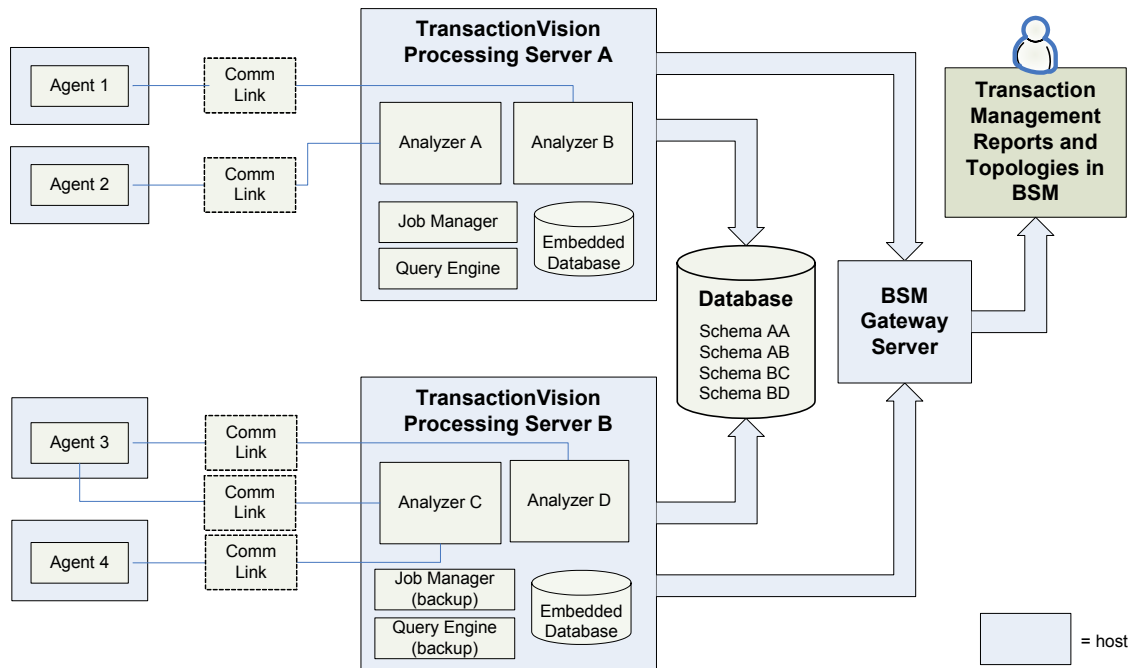 TransactionVision
Processing Server A
Agent 1
Comm
Link
Analyzer A
Analyzer B
Agent 2
Comm
Link
Job Manager
Query Engine
Embedded
Database
Transaction
Management
Reports and
Topologies in
BSM
Database
Schema AA
Schema AB
Schema BC
Schema BD
BSM
Gateway
Server
TransactionVision
Processing Server B
Agent 3
Comm
Link
Comm
Link
Analyzer C
Analyzer D
Agent 4
Comm
Link
Job Manager
(backup)
Query Engine
(backup)
Embedded
Database
= host